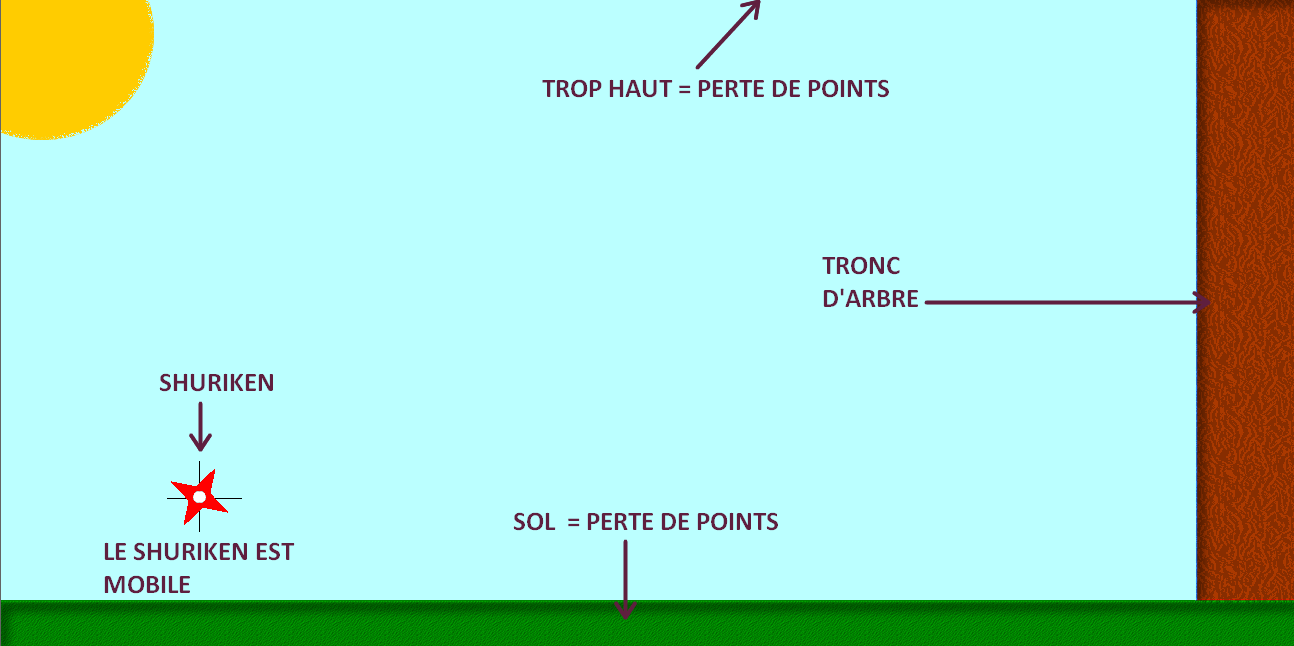 TROP HAUT = PERTE DE POINTS
TRONC
D'ARBRE
SHURIKEN
SOL = PERTE DE POINTS
LE SHURIKEN EST
MOBILE